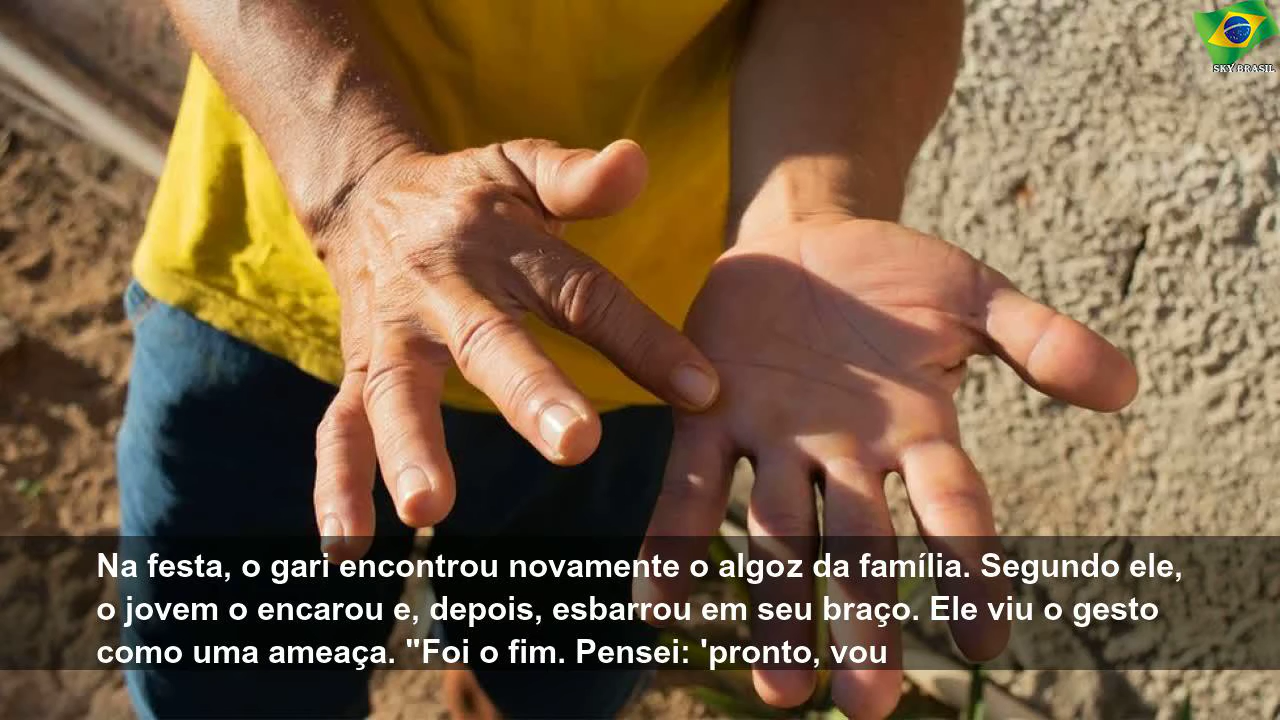 SKY BRASIL
Na festa, o gari encontrou novamente o algoz da família. Segundo ele,
o jovem o encarou e, depois, esbarrou em seu braço. Ele viu o gesto
como uma ameaça. "Foi o fim. Pensei: 'pronto, vou